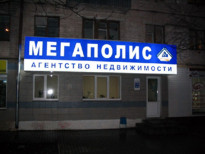 МЕГАПОЛИС
АГЕНТСТВО НЕДВИЖИМОСТИ